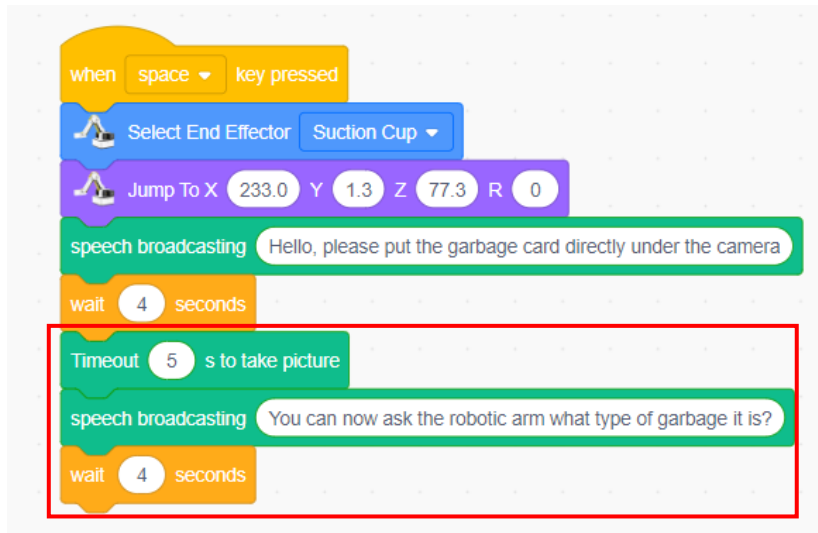 when space key pressed
Select End Effector Suction Cup
Jump To X 233.0 Y 1.3 Z 77.3 R 0
speech broadcasting Hello, please put the garbage card directly under the camera
wait 4 seconds
Timeout 5 s to take picture
speech broadcasting You can now ask the robotic arm what type of garbage it is?
wait 4 seconds